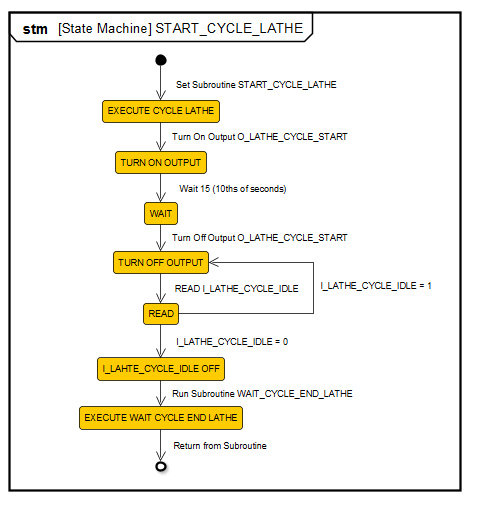 stm [State Machine] START_CYCLE_LATHE
Set Subroutine START_CYCLE_LATHE
EXECUTE CYCLE LATHE
Turn On Output O_LATHE_CYCLE_START
TURN ON OUTPUT
Wait 15 (10ths of seconds)
WAIT
Turn Off Output O_LATHE_CYCLE_START
TURN OFF OUTPUT
READ I_LATHE_CYCLE_IDLE
I_LATHE_CYCLE_IDLE = 1
READ
I_LATHE_CYCLE_IDLE = 0
I_LAHTE_CYCLE_IDLE OFF
Run Subroutine WAIT_CYCLE_END_LATHE
EXECUTE WAIT CYCLE END LATHE
Return from Subroutine